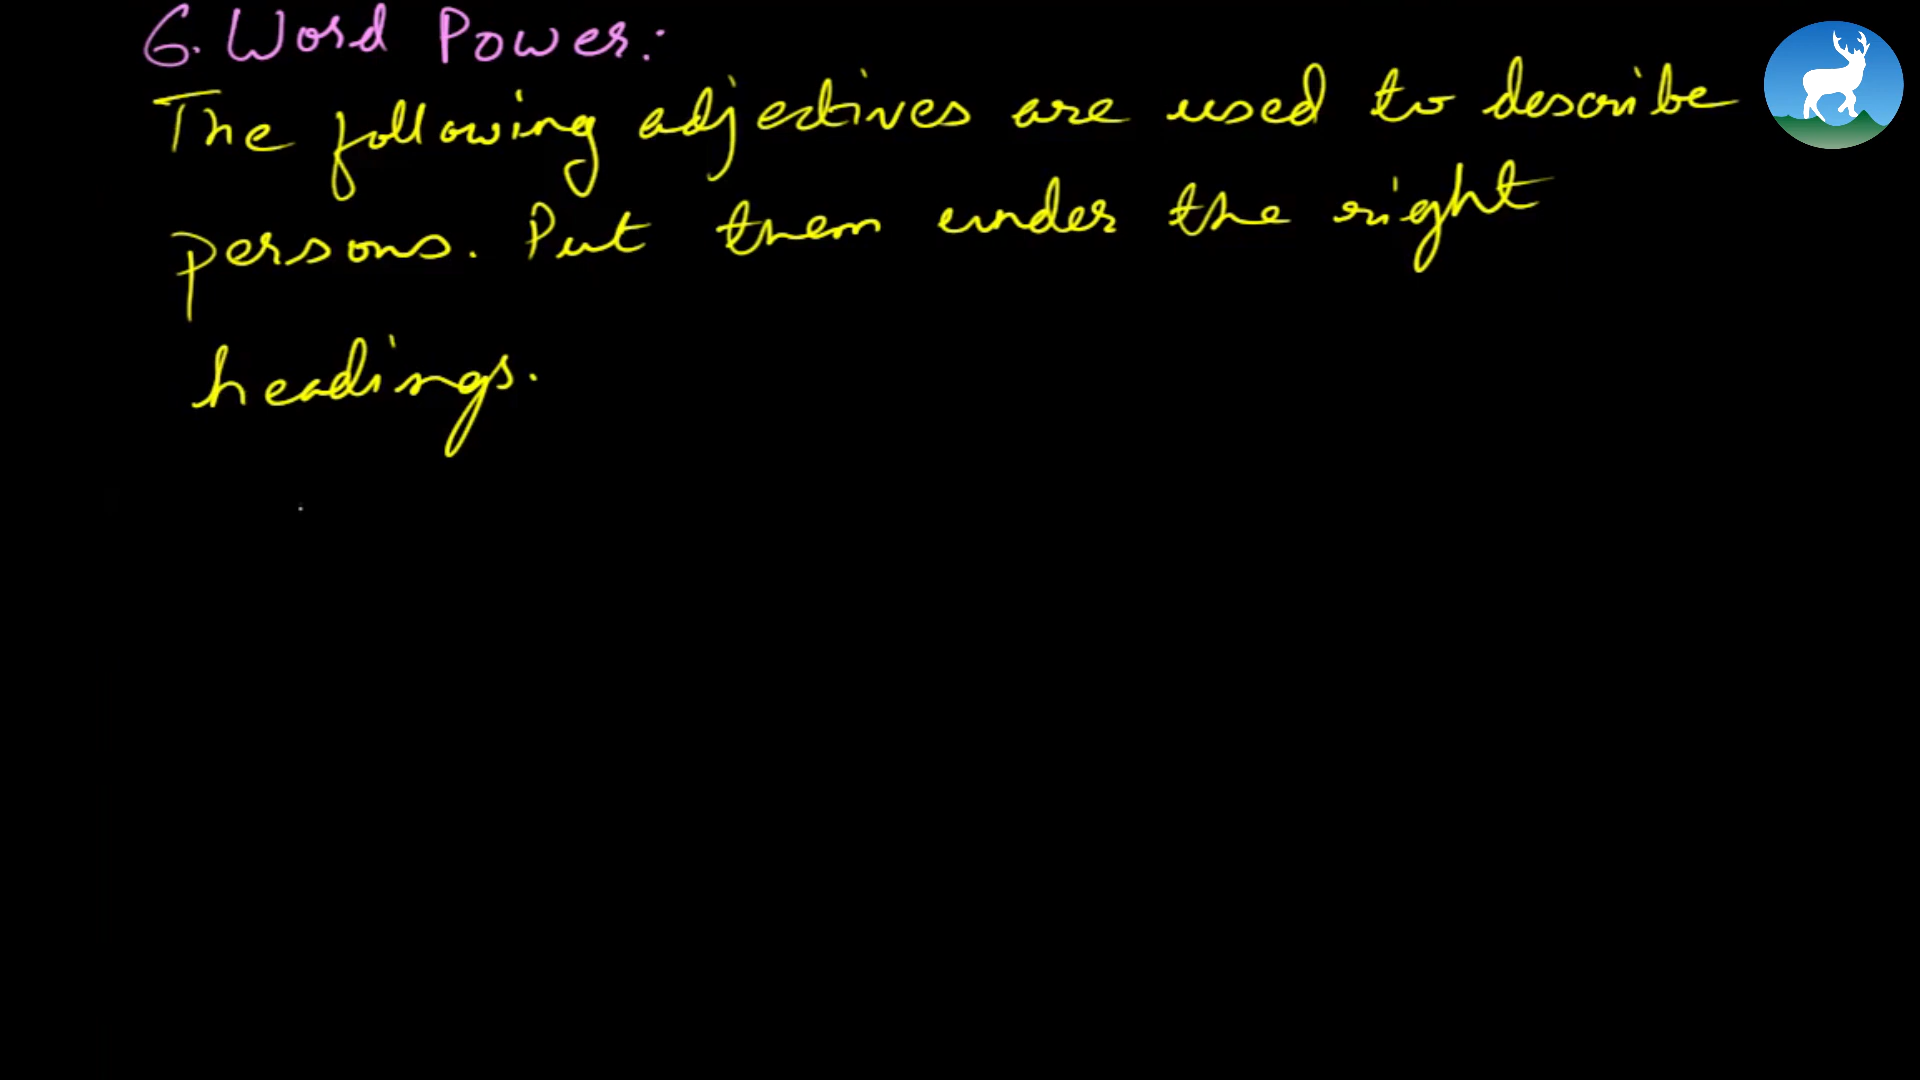 6. Word Power:
The following adjectives are used to describe
persons. Put them under the right
headings.